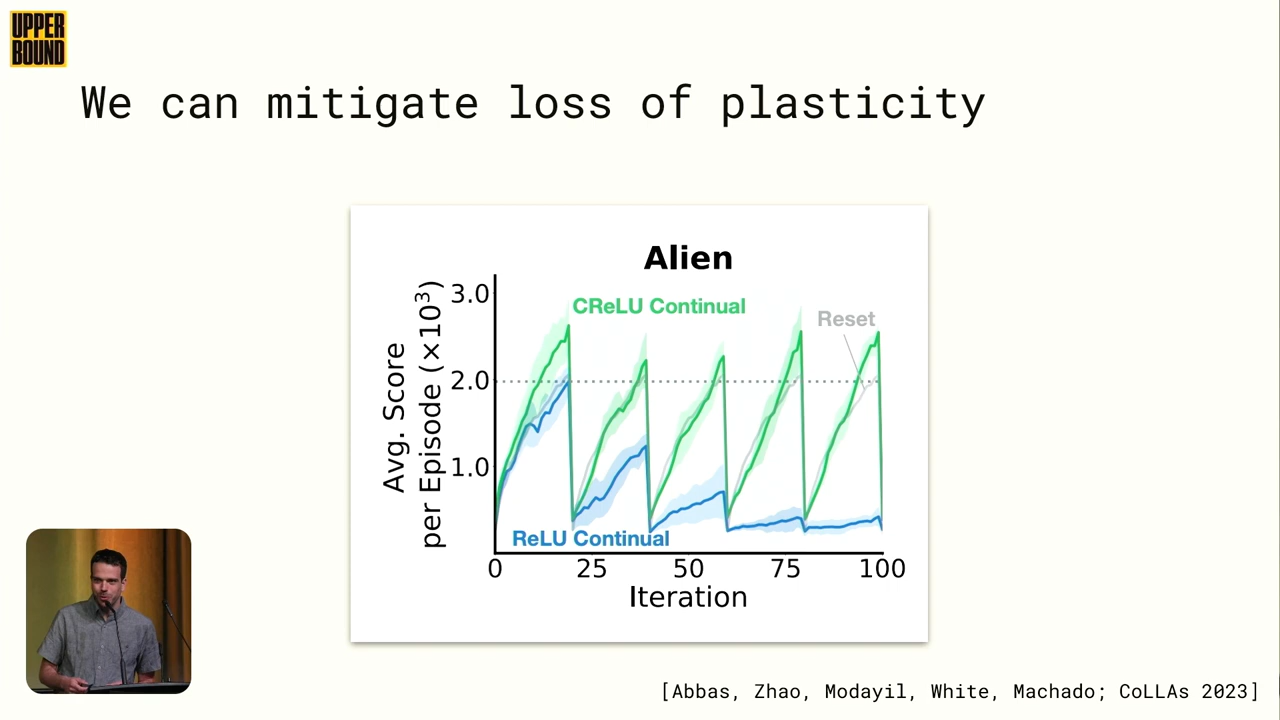 UPPER
BOUND
We can mitigate loss of plasticity
Alien
Avg. Score
per Episode (×10³)
3.0
2.0
1.0
CReLU Continual
Reset
ReLU Continual
0 25 50 75 100
Iteration
[Abbas, Zhao, Modayil, White, Machado; CoLLAs 2023]